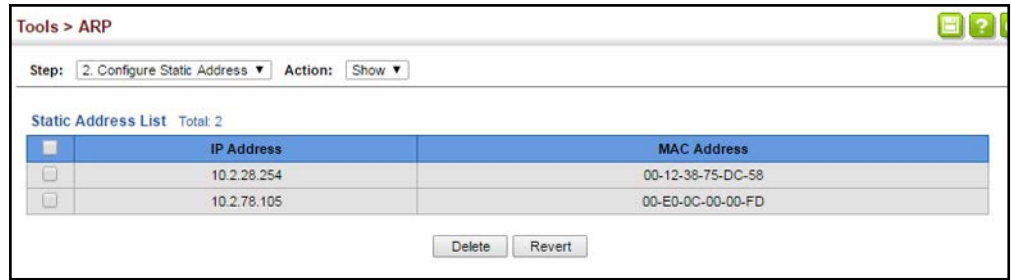 Tools > ARP
?
Step: 2. Configure Static Address Action: Show
Static Address List Total: 2
IP Address MAC Address
10.2.28.254 00-12-38-75-DC-58
10.2.78.105 00-E0-0C-00-00-FD
Delete Revert